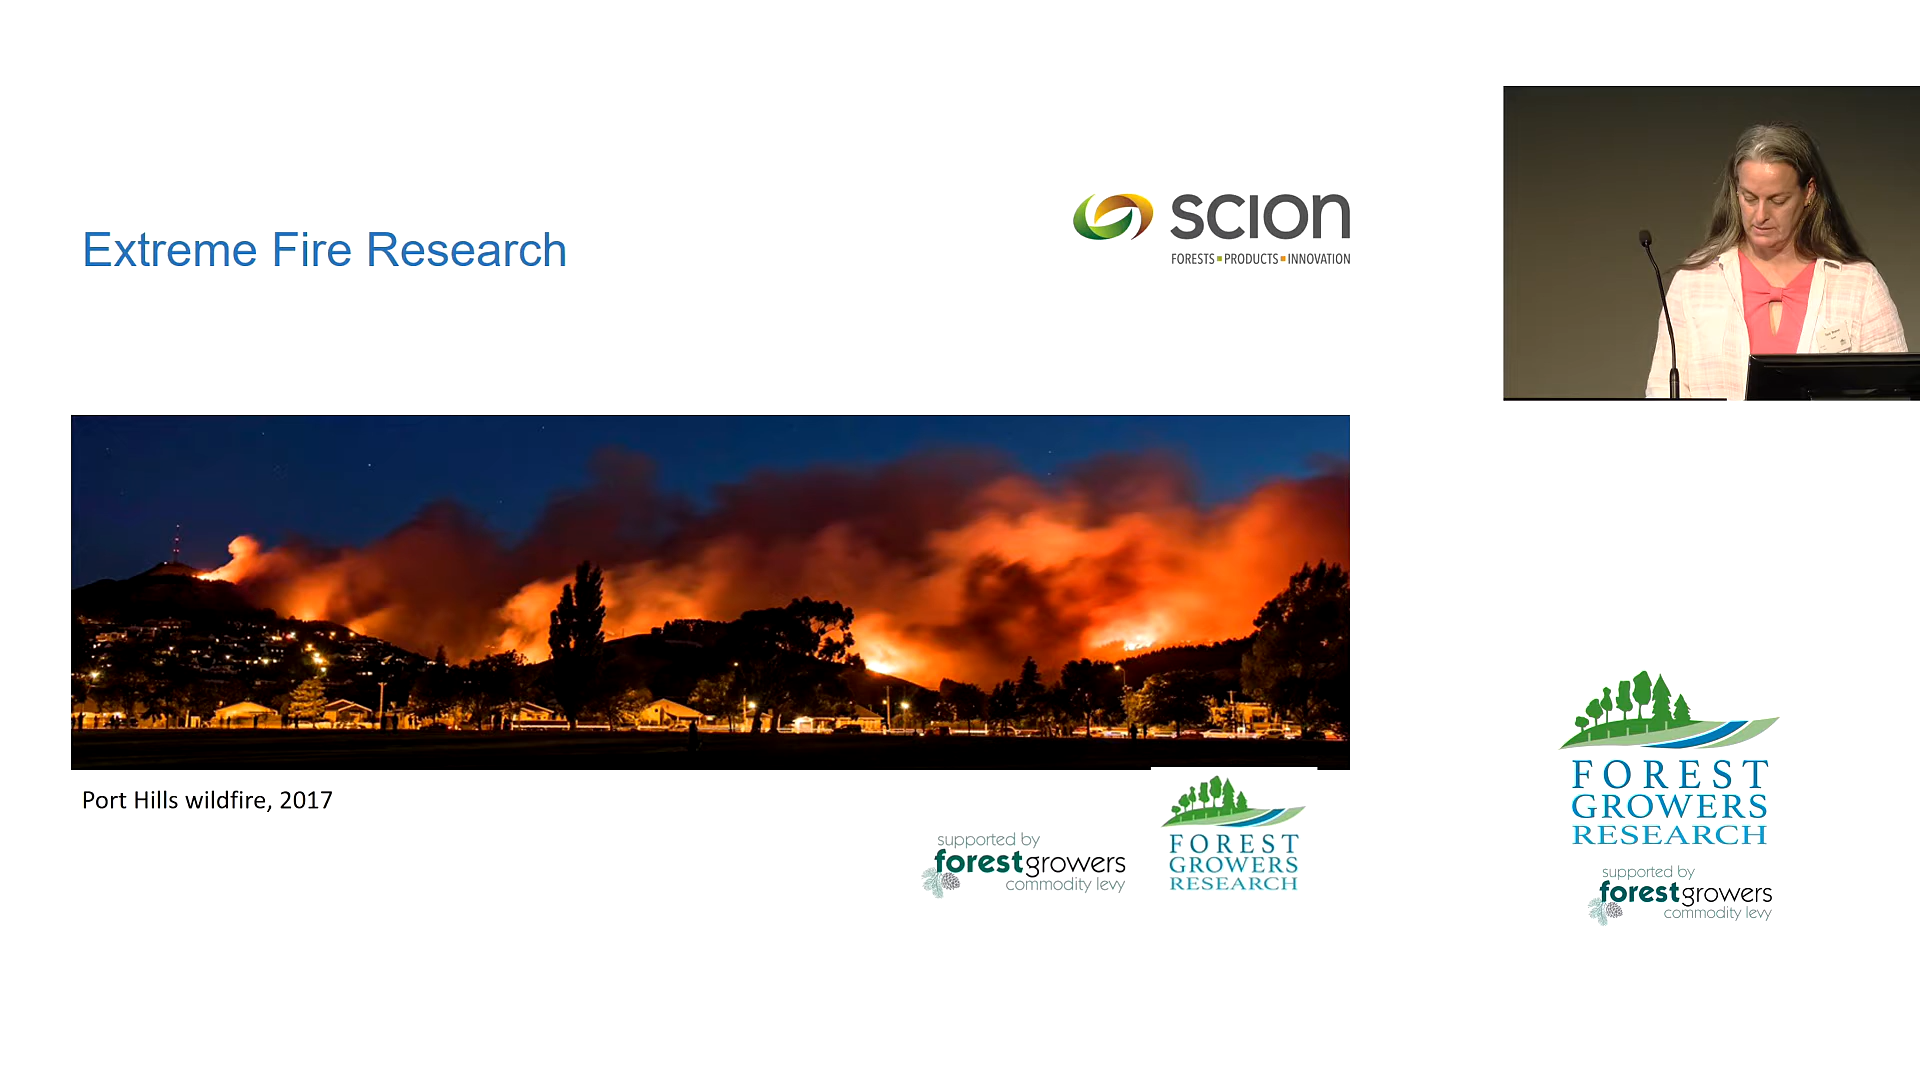 Extreme Fire Research
scion
FORESTS PRODUCTS INNOVATION
Port Hills wildfire, 2017
supported by
forestgrowers
commodity levy
FOREST
GROWERS
RESEARCH
FOREST
GROWERS
RESEARCH
supported by
forestgrowers
commodity levy